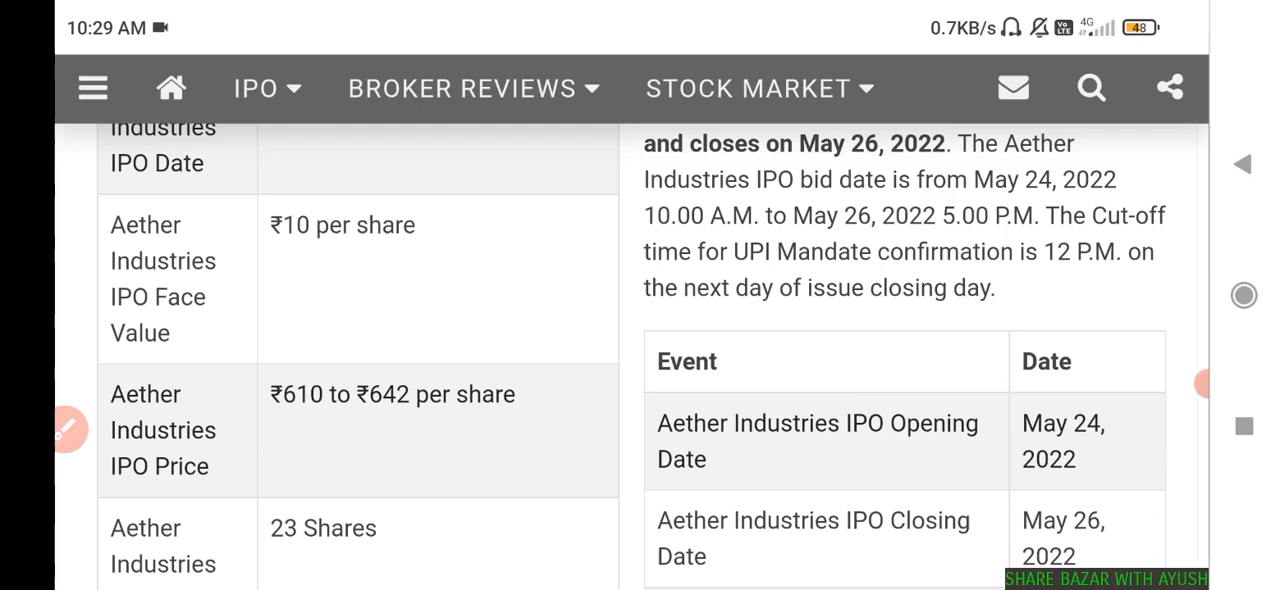 10:29 AM
0.7KB/s
Vo LTE
4G
48
IPO
BROKER REVIEWS
STOCK MARKET
Industries
IPO Date
Aether
Industries
IPO Face
Value
₹10 per share
Aether
Industries
IPO Price
₹610 to ₹642 per share
Aether
Industries
23 Shares
and closes on May 26, 2022. The Aether
Industries IPO bid date is from May 24, 2022
10.00 A.M. to May 26, 2022 5.00 P.M. The Cut-off
time for UPI Mandate confirmation is 12 P.M. on
the next day of issue closing day.
Event
Date
Aether Industries IPO Opening
Date
May 24,
2022
Aether Industries IPO Closing
Date
May 26,
2022
SHARE BAZAR WITH AYUSH